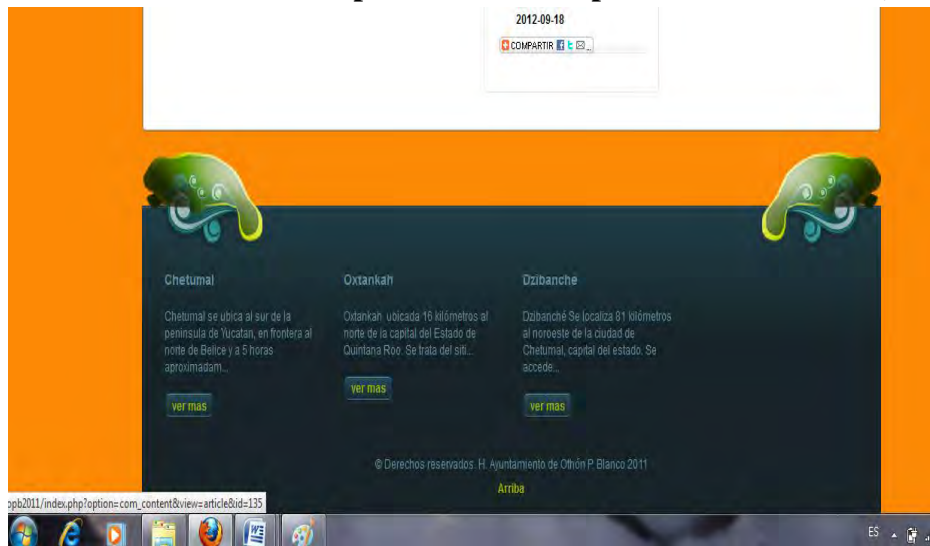 2012-09-18
COMPARTIR
Chetumal
Chetumal se ubica al sur de la
peninsula de Yucatan, en frontera al
norte de Belice y a 5 horas
aproximadam...
ver mas
Oxtankah
Oxtankah, ubicada 16 kilómetros al
norte de la capital del Estado de
Quintana Roo. Se trata del siti...
ver mas
Dzibanche
Dzibanché Se localiza 81 kilómetros
al noroeste de la ciudad de
Chetumal, capital del estado. Se
accede...
ver mas
© Derechos reservados. H. Ayuntamiento de Othón P. Blanco 2011
Arriba
opb2011/index.php?option=com_content&view=article&id=135
ES